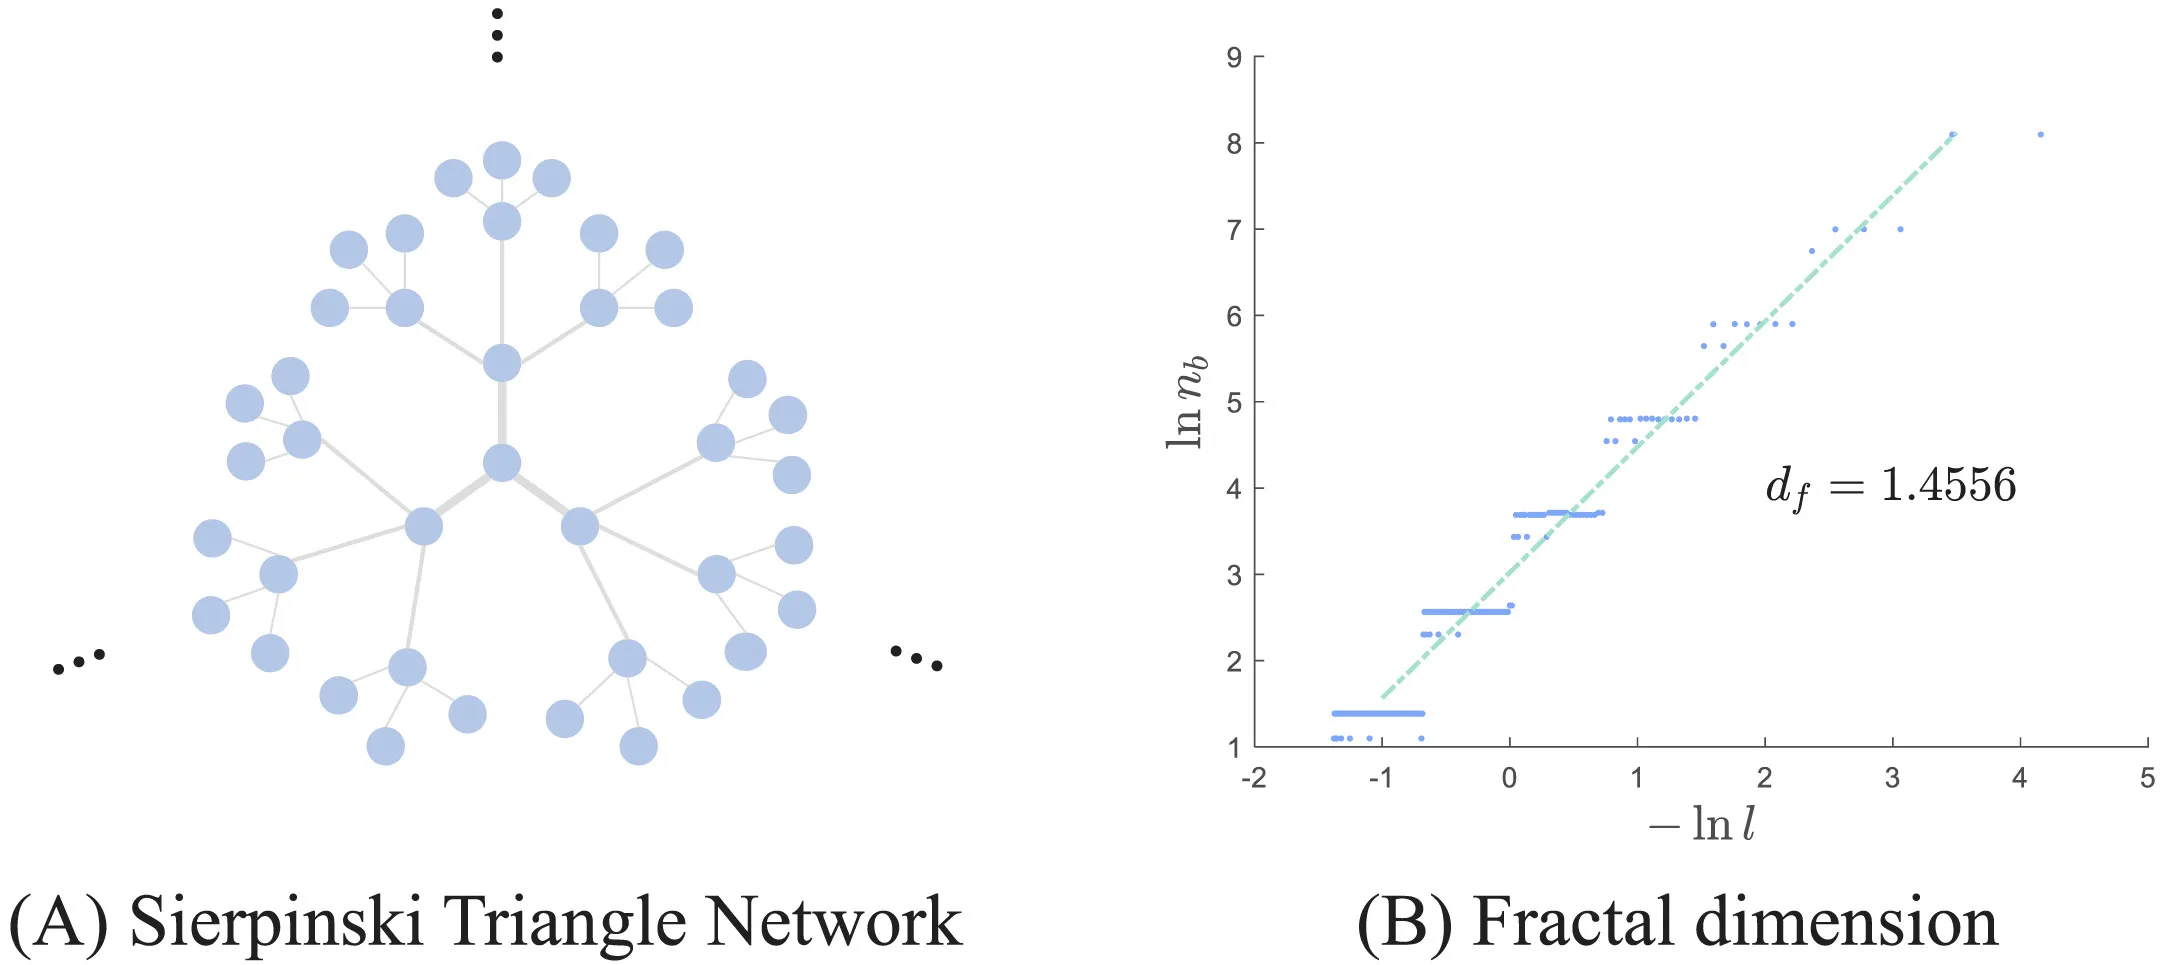 9
8
7
6
5
4
3
2
1
ln n_b
d_f = 1.4556
-2 -1 0 1 2 3 4 5
− ln l
(A) Sierpinski Triangle Network
(B) Fractal dimension